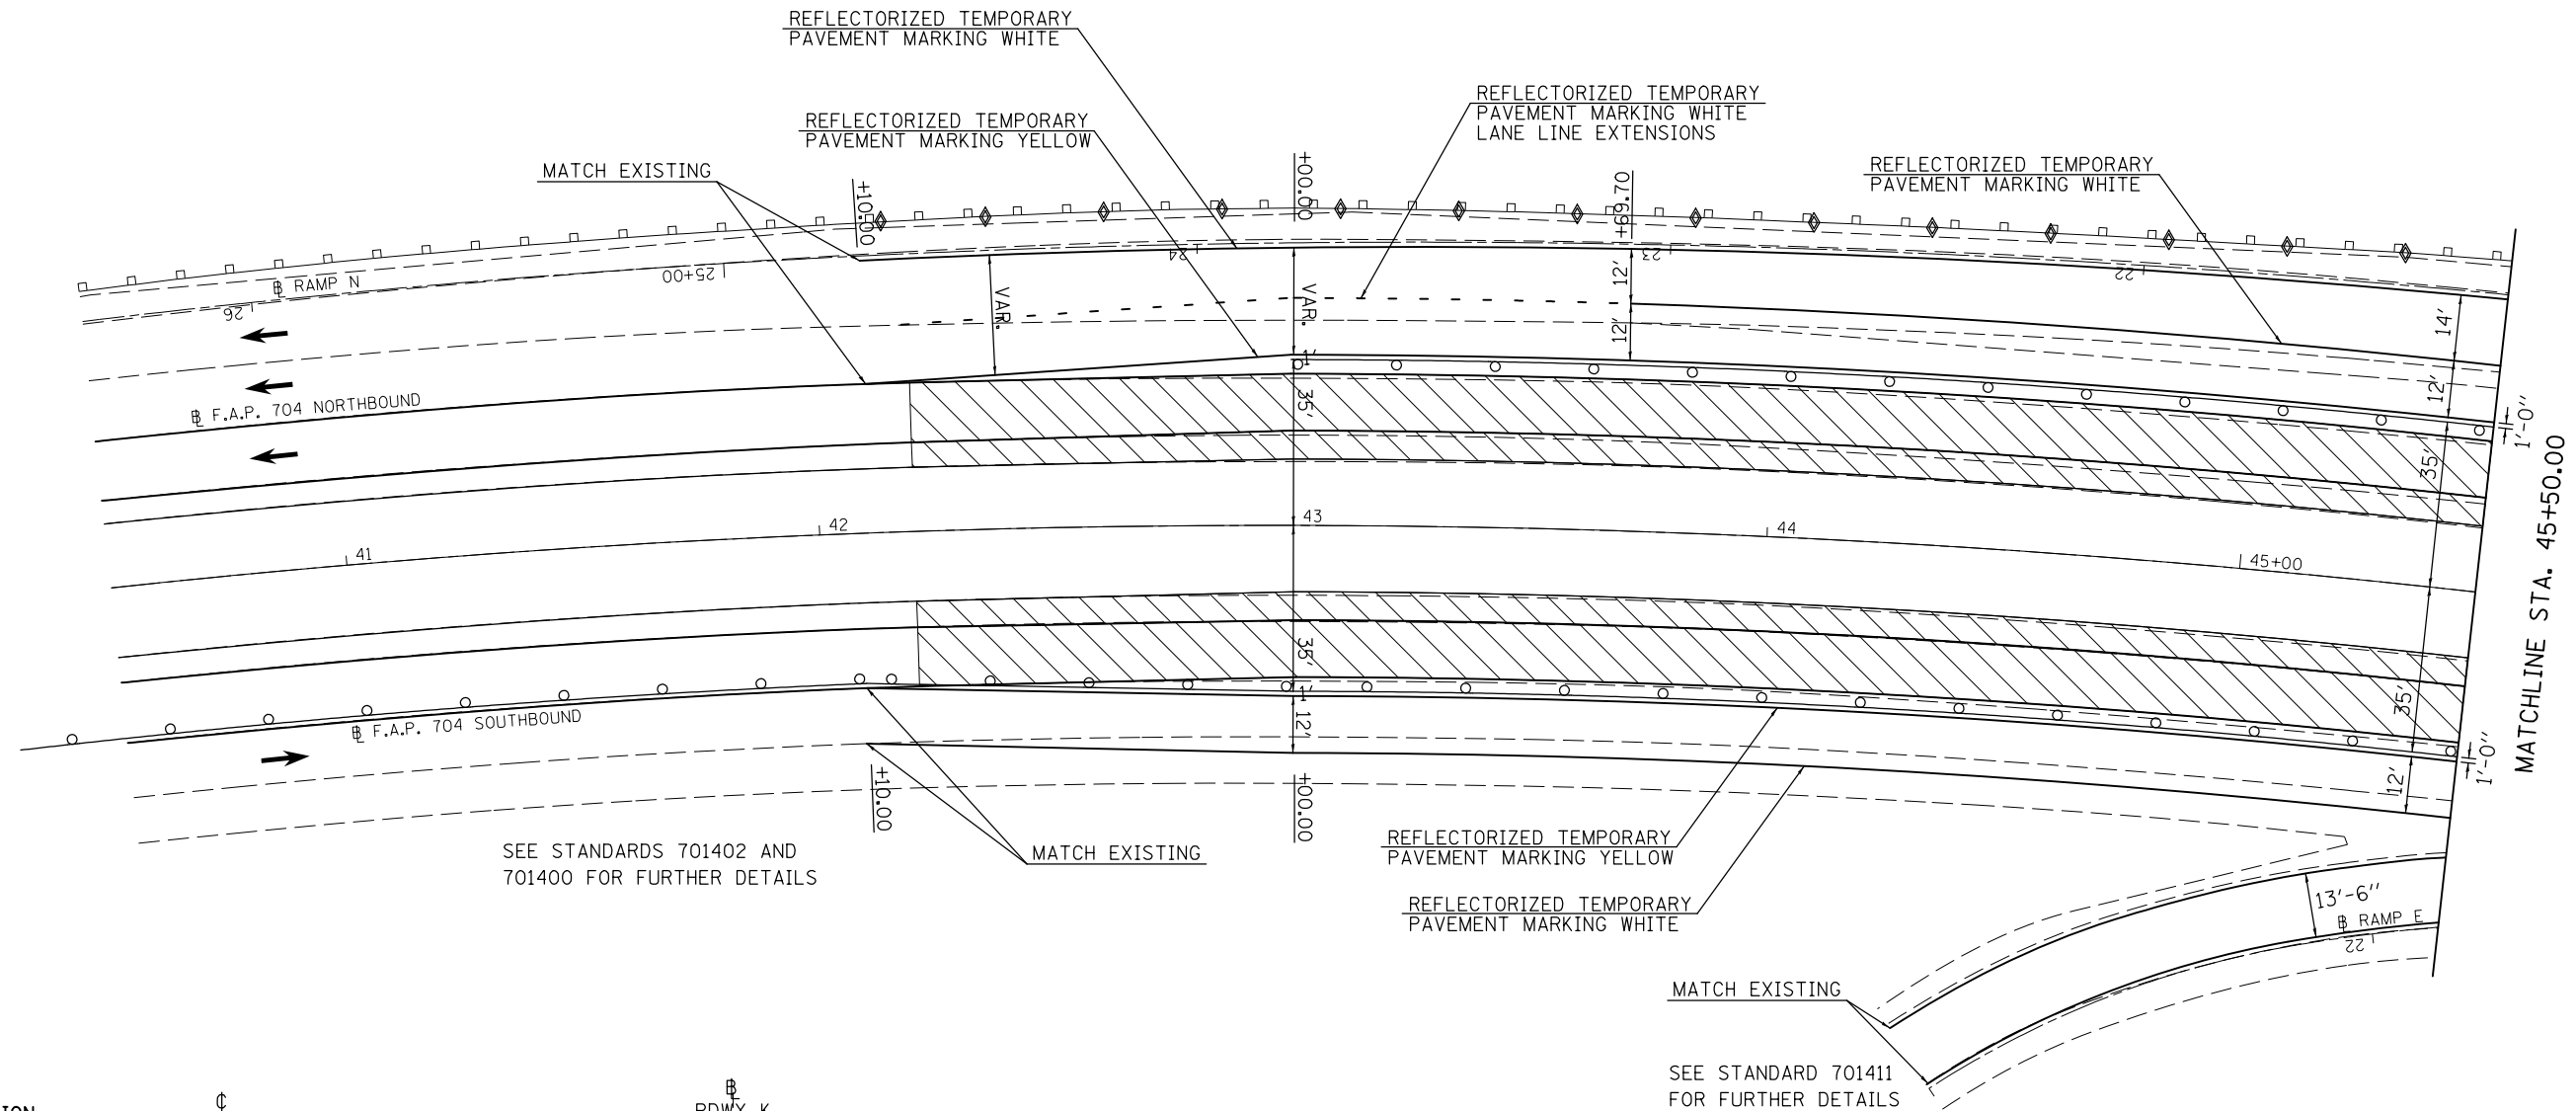 REFLECTORIZED TEMPORARY
PAVEMENT MARKING WHITE
REFLECTORIZED TEMPORARY
PAVEMENT MARKING WHITE
LANE LINE EXTENSIONS
REFLECTORIZED TEMPORARY
PAVEMENT MARKING YELLOW
MATCH EXISTING
REFLECTORIZED TEMPORARY
PAVEMENT MARKING WHITE
+10.00
+00.00
+69.70
RAMP N
26
25+00
24
23
22
VAR.
VAR.
12'
12'
14'
12'
1'
35'
35'
1'-0"
F.A.P. 704 NORTHBOUND
41
42
43
44
45+00
MATCHLINE STA. 45+50.00
35'
1'
12'
35'
12'
1'-0"
F.A.P. 704 SOUTHBOUND
+10.00
+00.00
SEE STANDARDS 701402 AND
701400 FOR FURTHER DETAILS
MATCH EXISTING
REFLECTORIZED TEMPORARY
PAVEMENT MARKING YELLOW
REFLECTORIZED TEMPORARY
PAVEMENT MARKING WHITE
13'-6"
RAMP E
22
MATCH EXISTING
SEE STANDARD 701411
FOR FURTHER DETAILS